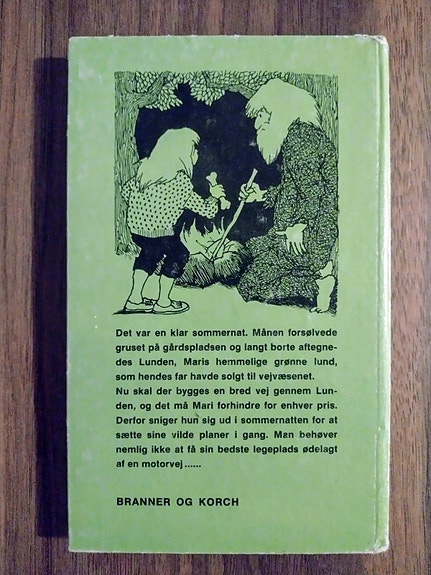 Det var en klar sommernat. Månen forsølvede
gruset på gårdspladsen og langt borte aftegne-
des Lunden, Maris hemmelige grønne lund,
som hendes far havde solgt til vejvæsenet.
Nu skal der bygges en bred vej gennem Lun-
den, og det må Mari forhindre for enhver pris.
Derfor sniger hun sig ud i sommernatten for at
sætte sine vilde planer i gang. Man behøver
nemlig ikke at få sin bedste legeplads ødelagt
af en motorvej......
BRANNER OG KORCH